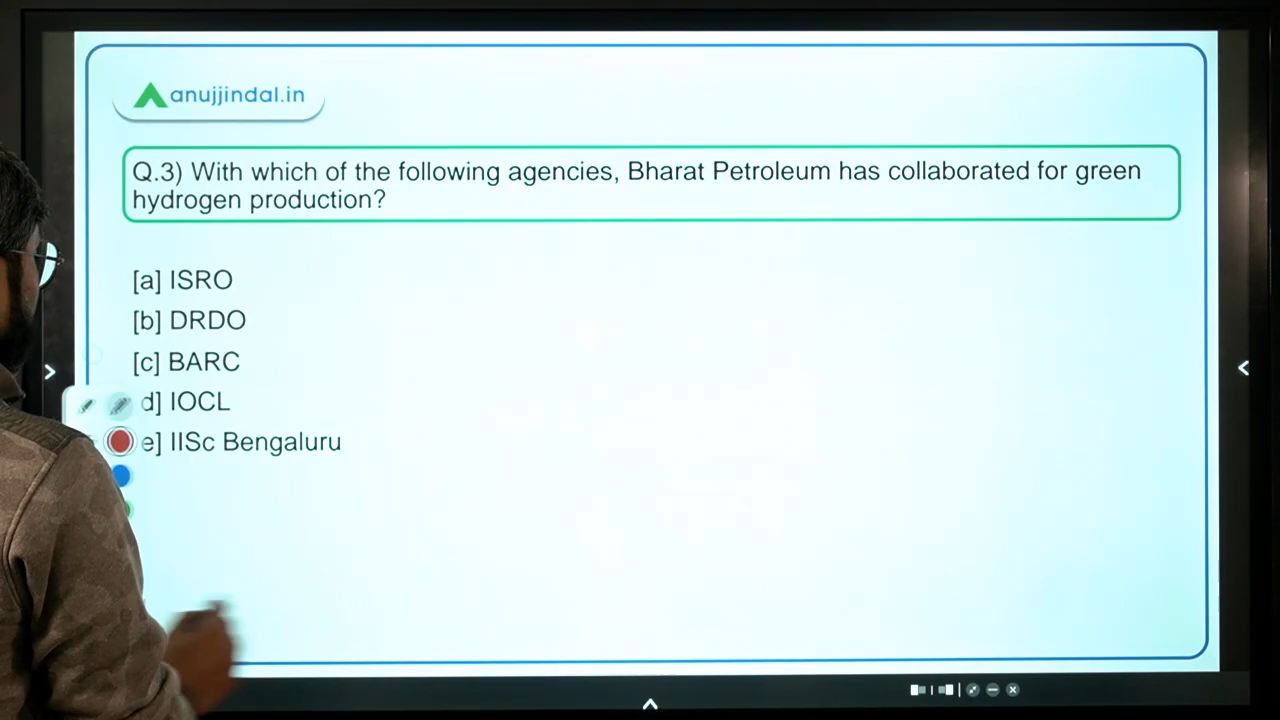 anujjindal.in
Q.3) With which of the following agencies, Bharat Petroleum has collaborated for green
hydrogen production?
[a] ISRO
[b] DRDO
[c] BARC
d] IOCL
e] IISc Bengaluru